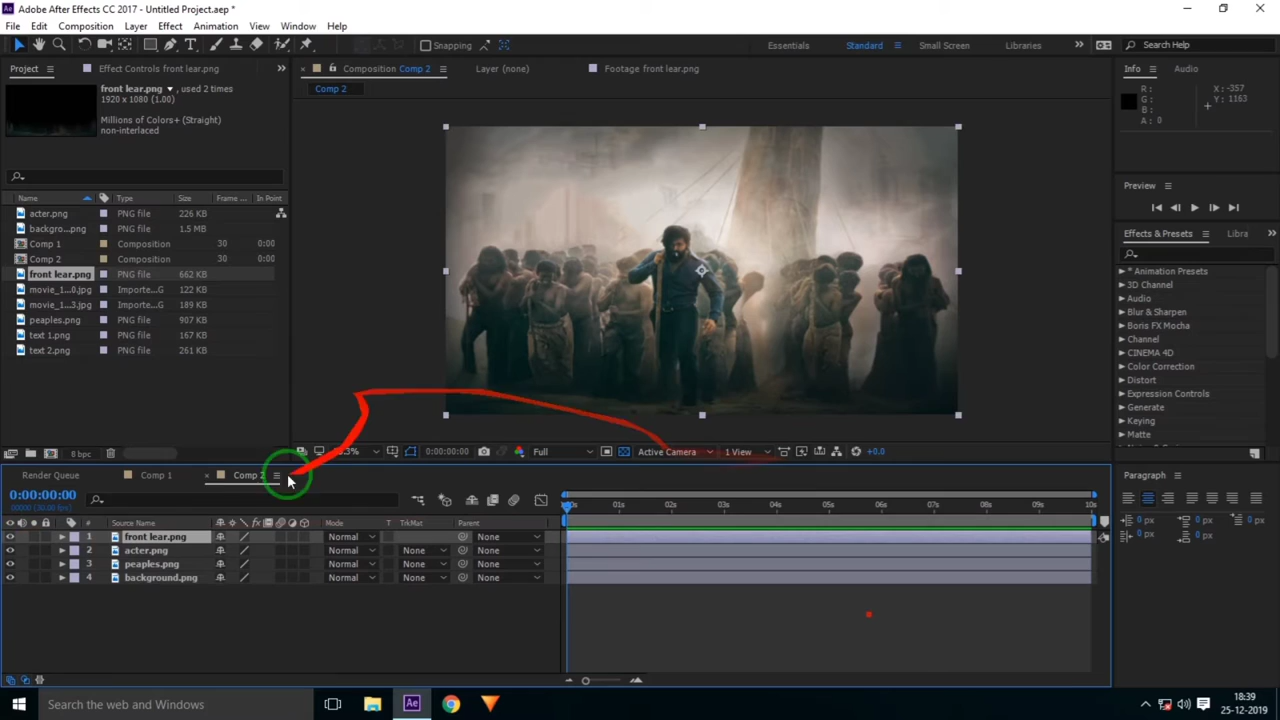 Adobe After Effects CC 2017 - Untitled Project.aep *
File Edit Composition Layer Effect Animation View Window Help
Snapping Essentials Standard Small Screen Libraries Search Help
Project Effect Controls front lear.png
Composition Comp 2 Layer (none) Footage front lear.png
Info Audio
Comp 2
front lear.png , used 2 times
1920 x 1080 (1.00)
Millions of Colors+ (Straight)
non-interlaced
R: X: -357
G: Y: 1163
B:
A: 0
Preview
Name Type Size Frame... In Point
acter.png PNG file 226 KB
backgro...png PNG file 1.5 MB
Comp 1 Composition 30 0:00
Comp 2 Composition 30 0:00
front lear.png PNG file 662 KB
movie_1...0.jpg Importe...G 122 KB
movie_1...3.jpg Importe...G 189 KB
peaples.png PNG file 907 KB
text 1.png PNG file 167 KB
text 2.png PNG file 261 KB
8 bpc
Effects & Presets Libra
* Animation Presets
3D Channel
Audio
Blur & Sharpen
Boris FX Mocha
Channel
CINEMA 4D
Color Correction
Distort
Expression Controls
Generate
Keying
Matte
0:00:00:00 Full Active Camera 1 View +0.0
Render Queue Comp 1 Comp 2
0:00:00:00
00000 (30.00 fps)
01s 02s 03s 04s 05s 06s 07s 08s 09s 10s
# Source Name Mode T TrkMat Parent
1 front lear.png Normal None
2 acter.png Normal None None
3 peaples.png Normal None None
4 background.png Normal None None
Paragraph
0 px 0 px 0 px
0 px 0 px
Search the web and Windows
Ae
18:39
25-12-2019